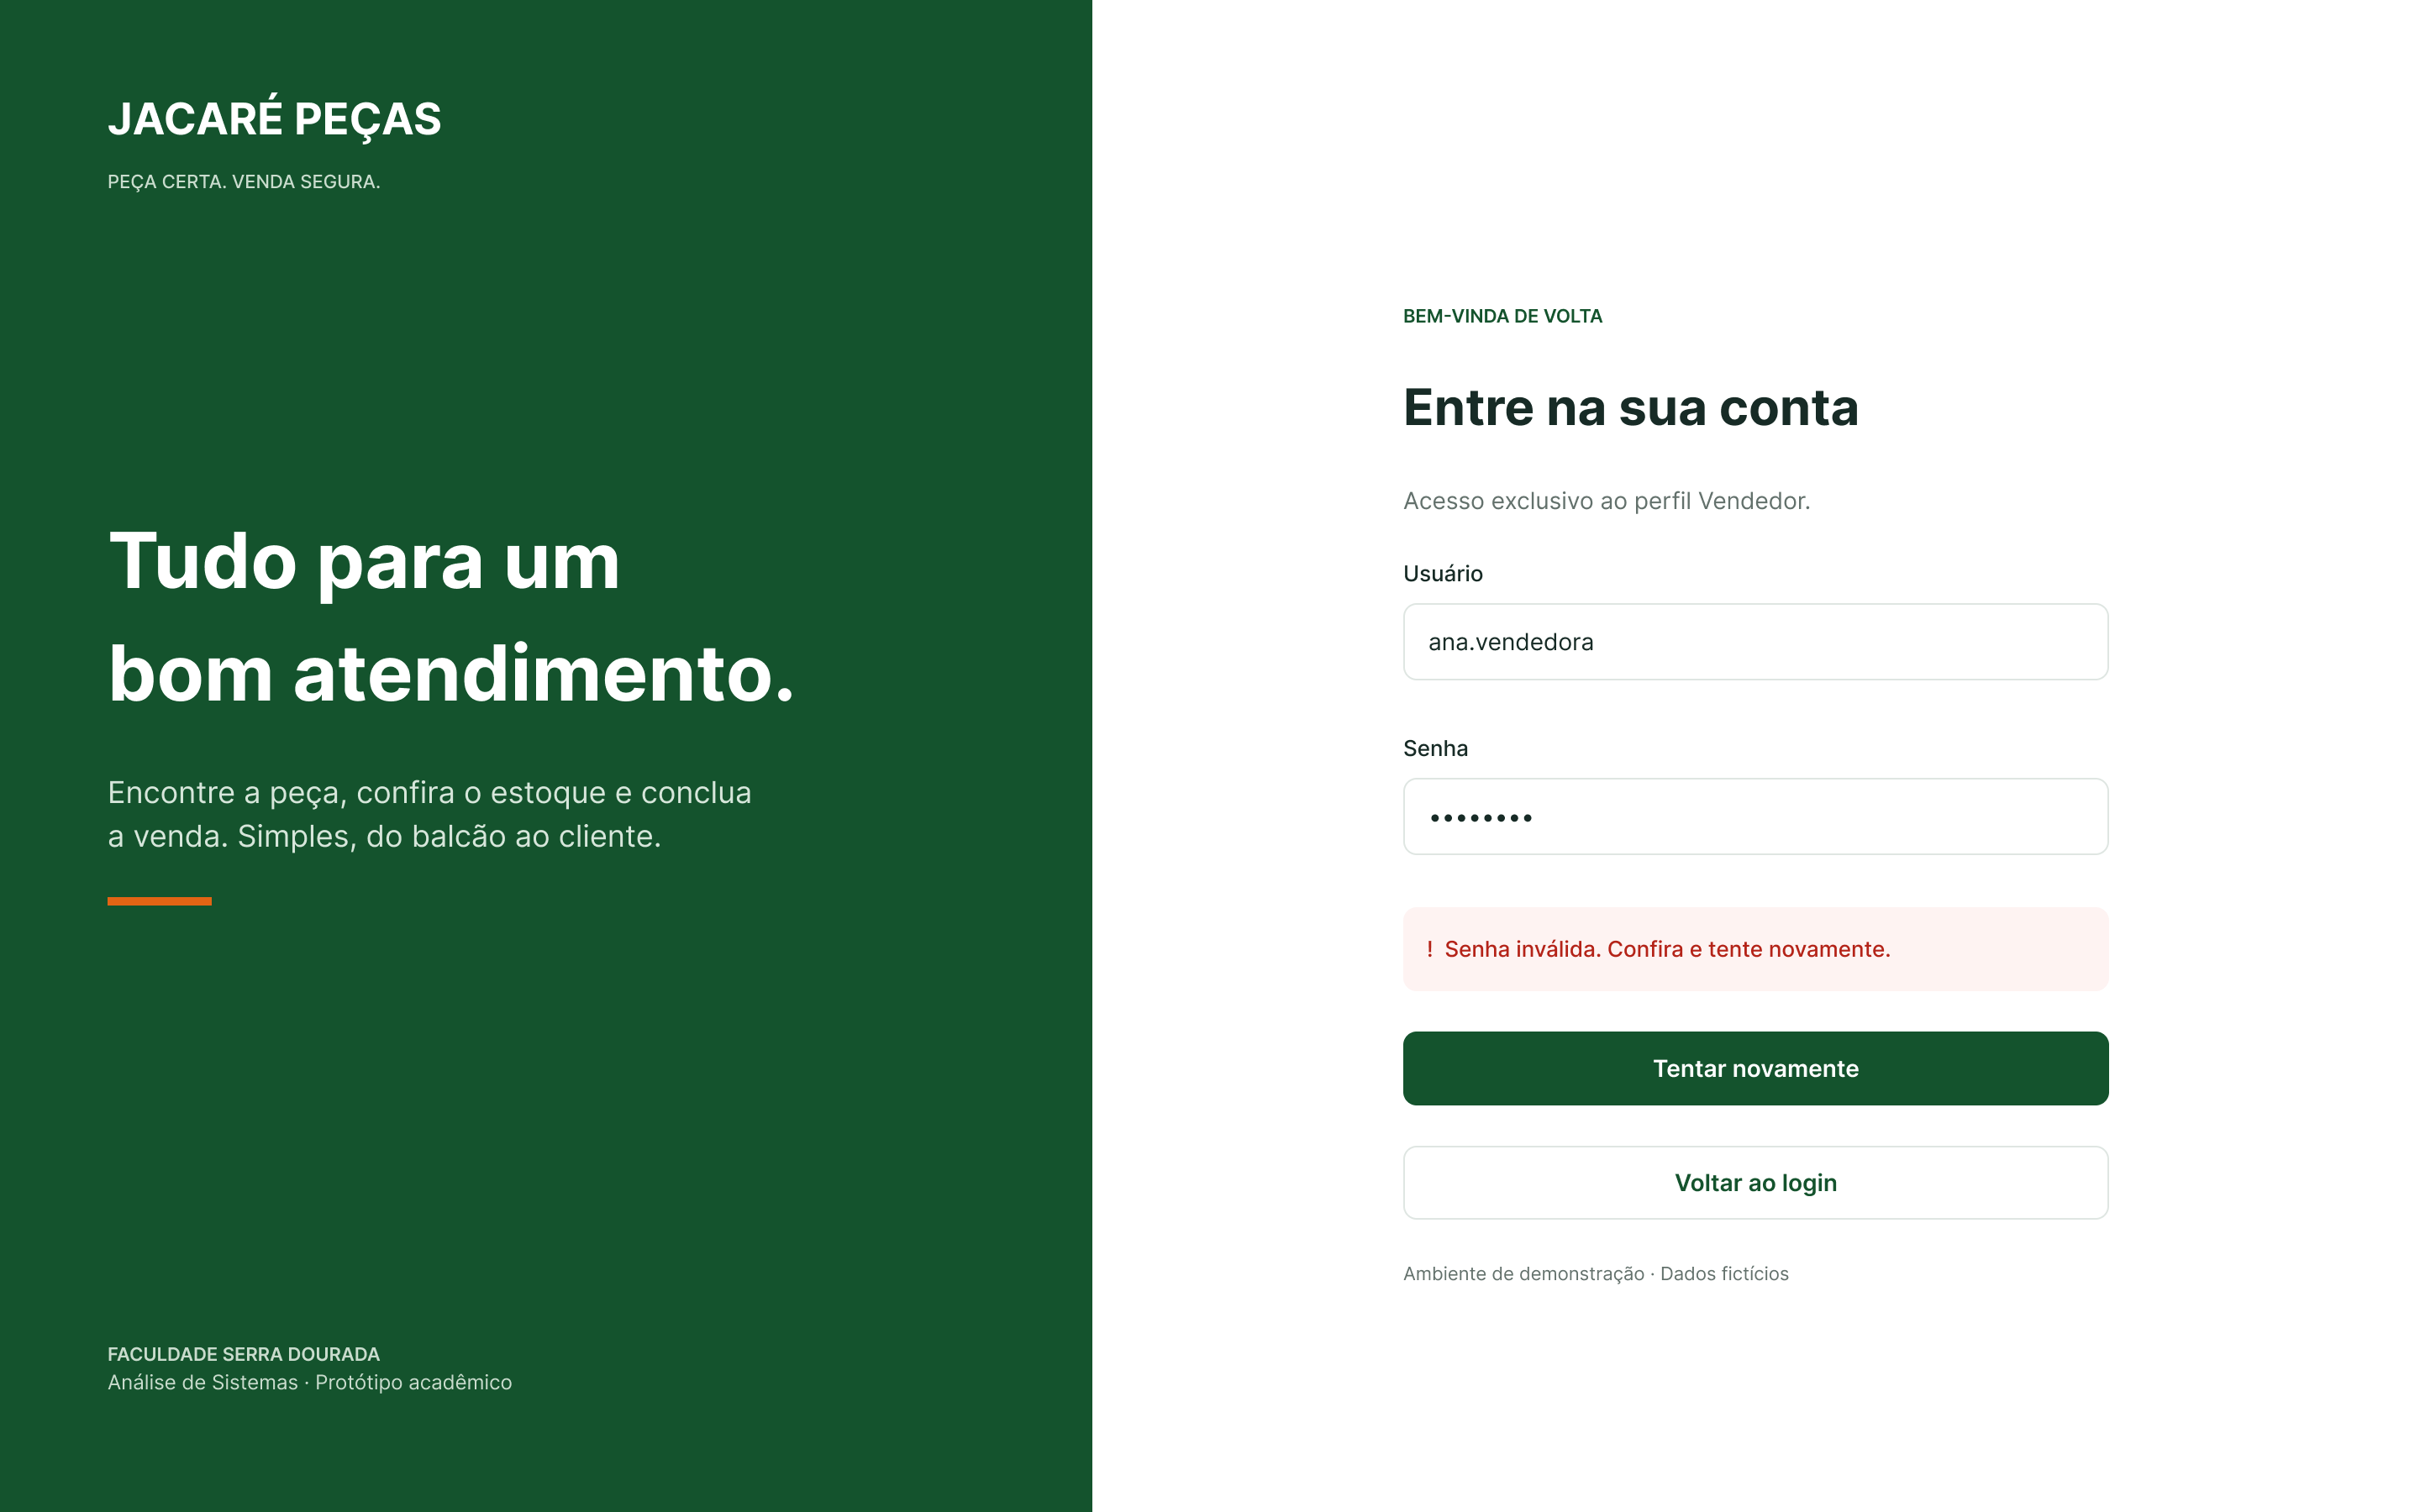 JACARÉ PEÇAS
PEÇA CERTA. VENDA SEGURA.
Tudo para um
bom atendimento.
Encontre a peça, confira o estoque e conclua
a venda. Simples, do balcão ao cliente.
FACULDADE SERRA DOURADA
Análise de Sistemas · Protótipo acadêmico
BEM-VINDA DE VOLTA
Entre na sua conta
Acesso exclusivo ao perfil Vendedor.
Usuário
ana.vendedora
Senha
••••••••
! Senha inválida. Confira e tente novamente.
Tentar novamente
Voltar ao login
Ambiente de demonstração · Dados fictícios